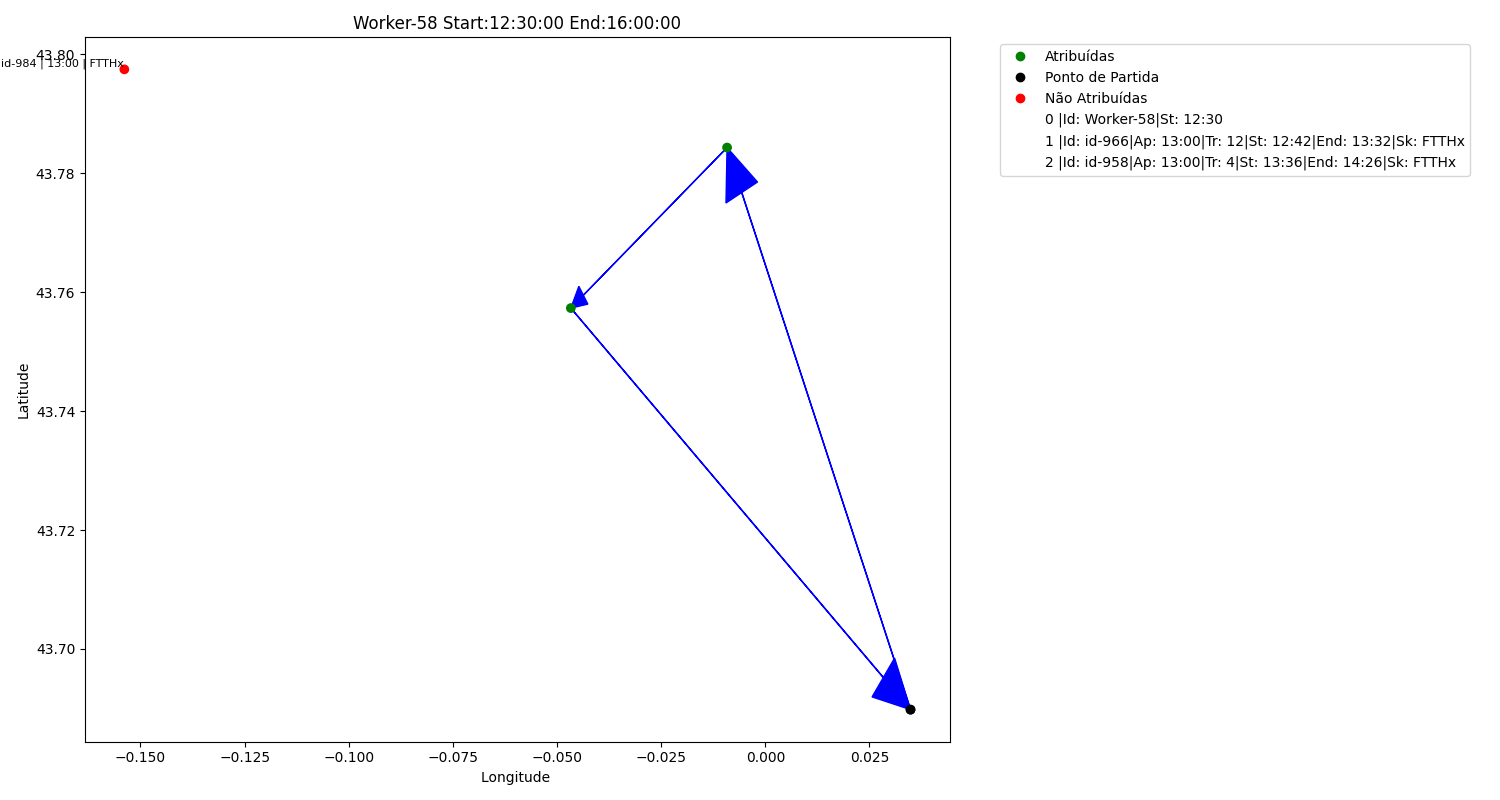 Worker-58 Start:12:30:00 End:16:00:00
43.80
id-984 | 13:00 | FTTHx
43.78
43.76
43.74
43.72
43.70
Latitude
−0.150 −0.125 −0.100 −0.075 −0.050 −0.025 0.000 0.025
Longitude
Atribuídas
Ponto de Partida
Não Atribuídas
0 |Id: Worker-58|St: 12:30
1 |Id: id-966|Ap: 13:00|Tr: 12|St: 12:42|End: 13:32|Sk: FTTHx
2 |Id: id-958|Ap: 13:00|Tr: 4|St: 13:36|End: 14:26|Sk: FTTHx